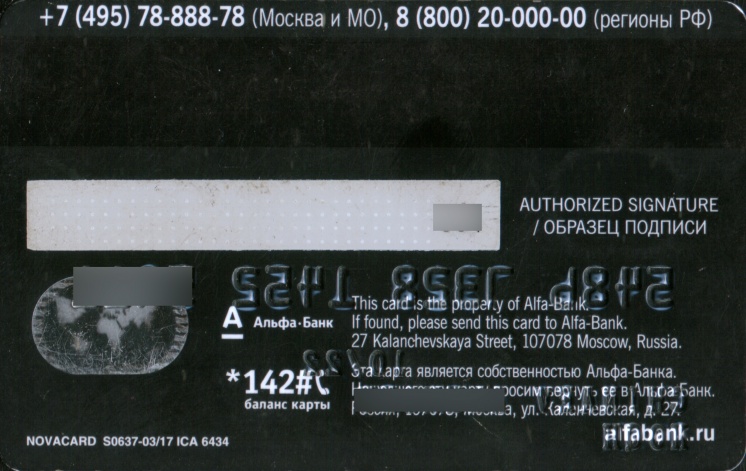 +7 (495) 78-888-78 (Москва и МО), 8 (800) 20-000-00 (регионы РФ)
AUTHORIZED SIGNATURE
/ ОБРАЗЕЦ ПОДПИСИ
Альфа·Банк
This card is the property of Alfa-Bank.
If found, please send this card to Alfa-Bank.
27 Kalanchevskaya Street, 107078 Moscow, Russia.
Эта карта является собственностью Альфа-Банка.
просим вернуть ее в Альфа-Банк.
Россия, 107078, Москва, ул. Каланчевская, д. 27.
*142#
баланс карты
alfabank.ru
NOVACARD S0637-03/17 ICA 6434